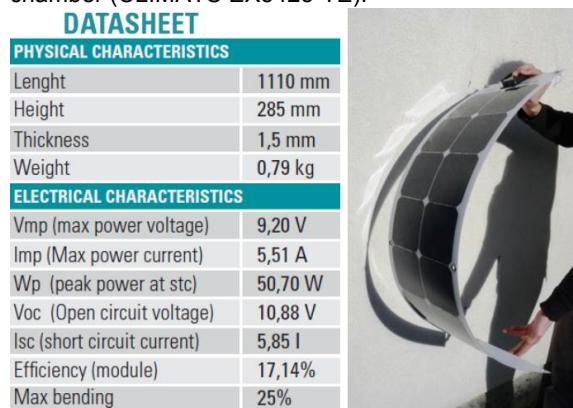 chamber (CLIMATS
DATASHEET
PHYSICAL CHARACTERISTICS
Lenght 1110 mm
Height 285 mm
Thickness 1,5 mm
Weight 0,79 kg
ELECTRICAL CHARACTERISTICS
Vmp (max power voltage) 9,20 V
Imp (Max power current) 5,51 A
Wp (peak power at stc) 50,70 W
Voc (Open circuit voltage) 10,88 V
Isc (short circuit current) 5,85 I
Efficiency (module) 17,14%
Max bending 25%